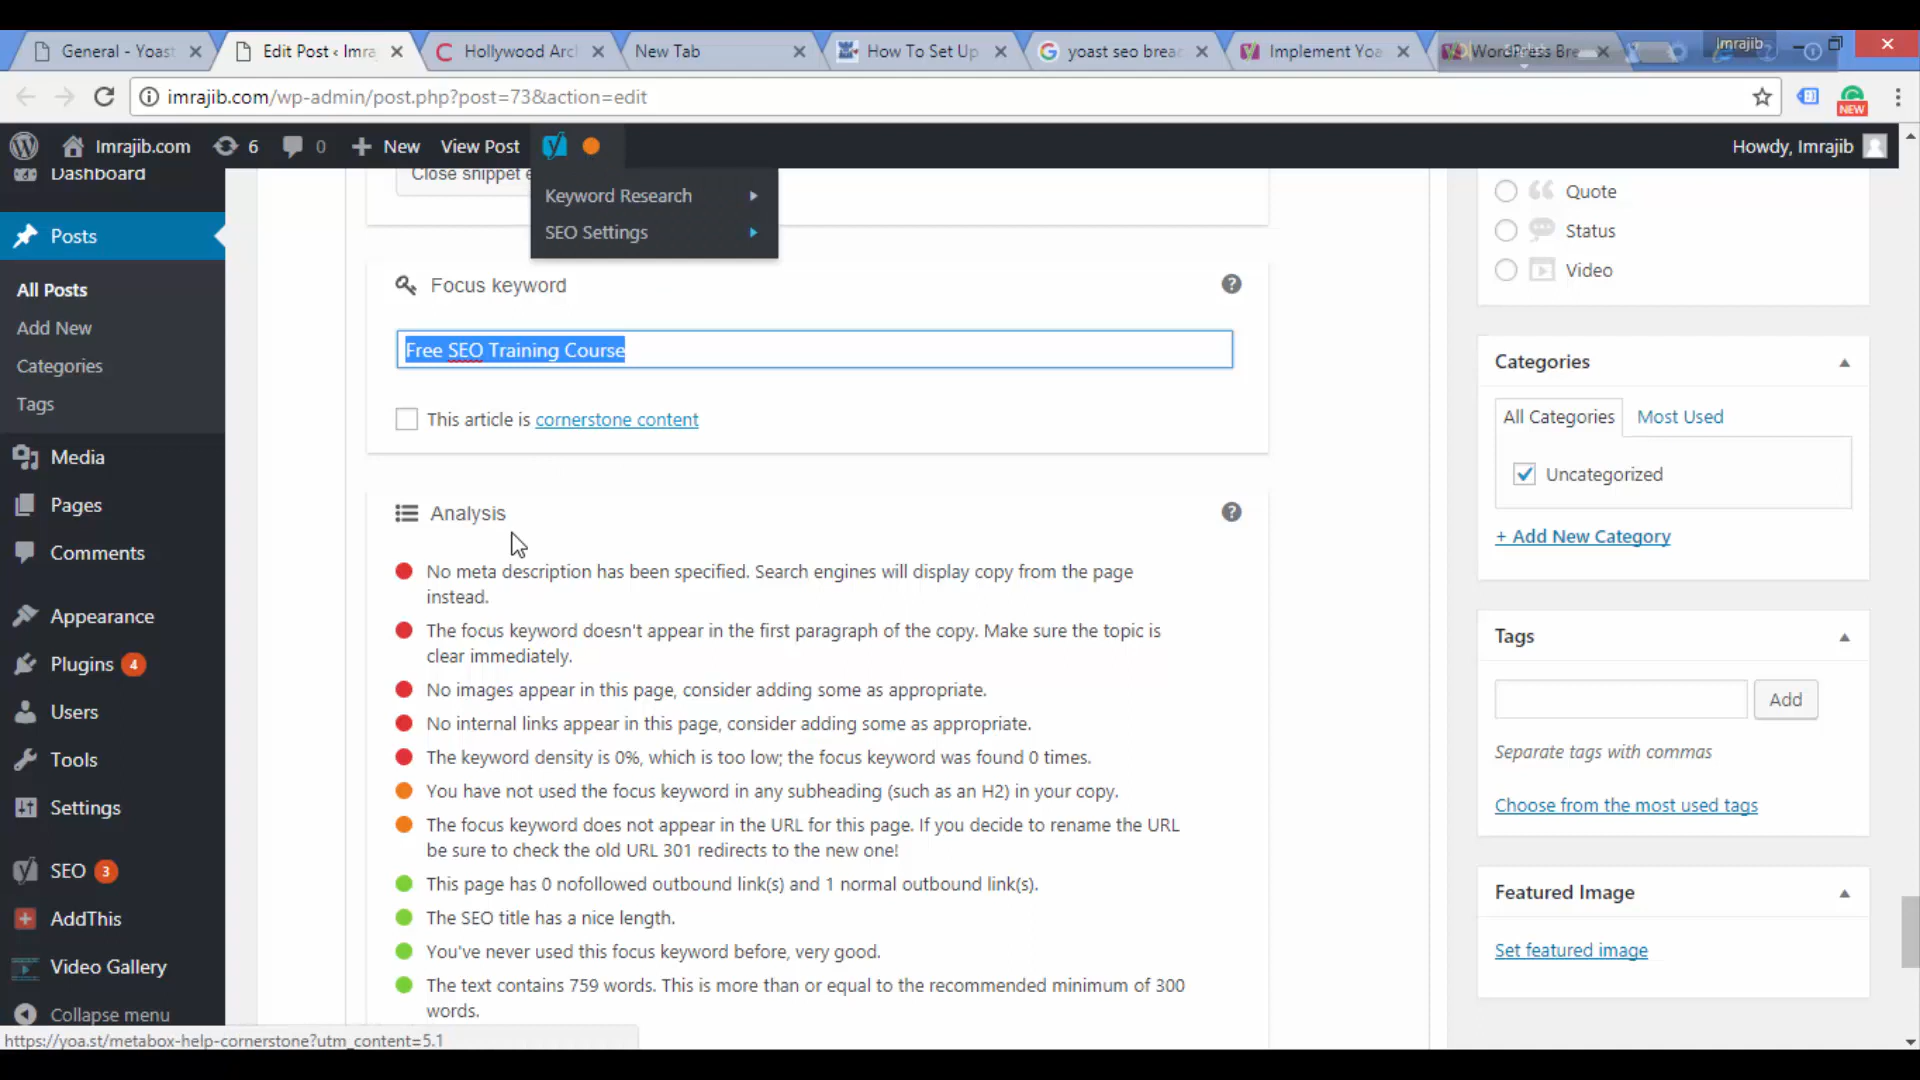 General - Yoast
Edit Post ‹ Imra
Hollywood Arc
New Tab
How To Set Up
yoast seo brea
Implement Yoa
WordPress Bre
Imrajib
imrajib.com/wp-admin/post.php?post=73&action=edit
NEW
Imrajib.com
6
0
New
View Post
Howdy, Imrajib
Dashboard
Posts
All Posts
Add New
Categories
Tags
Media
Pages
Comments
Appearance
Plugins 4
Users
Tools
Settings
SEO 3
AddThis
Video Gallery
Collapse menu
https://yoa.st/metabox-help-cornerstone?utm_content=5.1
Close snippet e
Keyword Research
SEO Settings
Focus keyword
Free SEO Training Course
This article is cornerstone content
Analysis
No meta description has been specified. Search engines will display copy from the page
instead.
The focus keyword doesn't appear in the first paragraph of the copy. Make sure the topic is
clear immediately.
No images appear in this page, consider adding some as appropriate.
No internal links appear in this page, consider adding some as appropriate.
The keyword density is 0%, which is too low; the focus keyword was found 0 times.
You have not used the focus keyword in any subheading (such as an H2) in your copy.
The focus keyword does not appear in the URL for this page. If you decide to rename the URL
be sure to check the old URL 301 redirects to the new one!
This page has 0 nofollowed outbound link(s) and 1 normal outbound link(s).
The SEO title has a nice length.
You've never used this focus keyword before, very good.
The text contains 759 words. This is more than or equal to the recommended minimum of 300
words.
Quote
Status
Video
Categories
All Categories
Most Used
Uncategorized
+ Add New Category
Tags
Add
Separate tags with commas
Choose from the most used tags
Featured Image
Set featured image